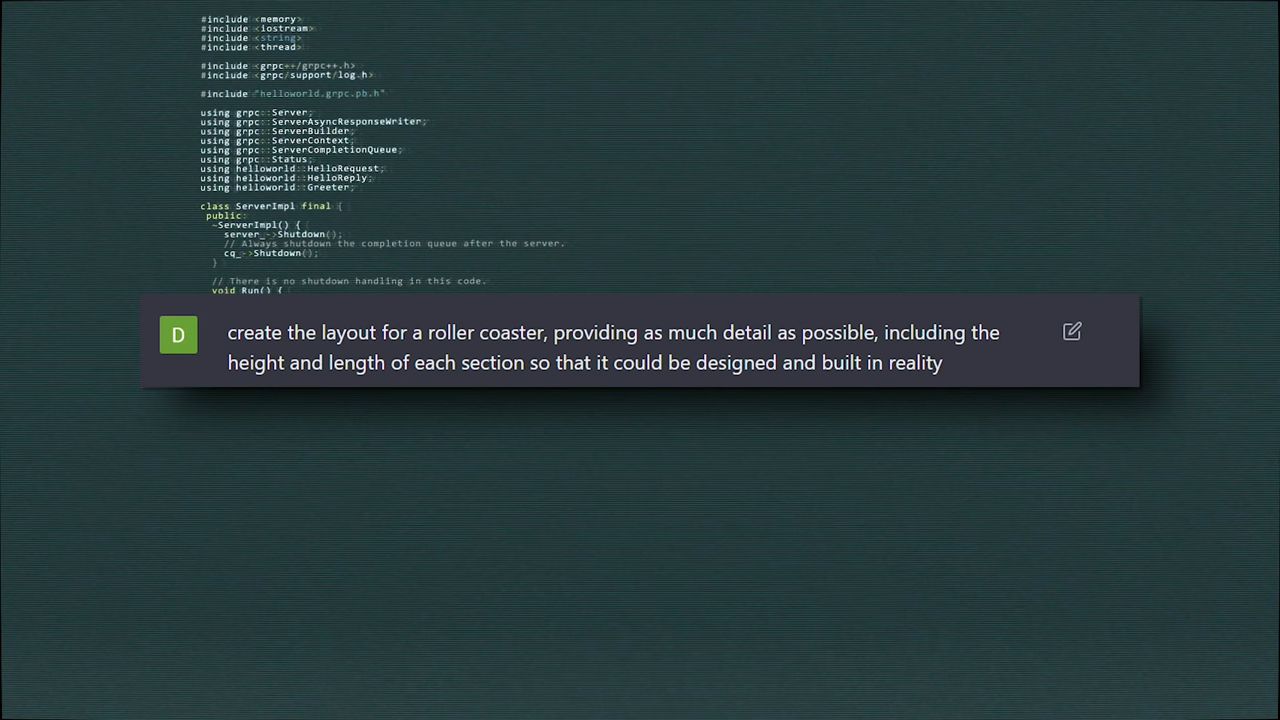 #include <memory>
#include <iostream>
#include <string>
#include <thread>
#include <grpc++/grpc++.h>
#include <grpc/support/log.h>
#include "helloworld.grpc.pb.h"
using grpc::Server;
using grpc::ServerAsyncResponseWriter;
using grpc::ServerBuilder;
using grpc::ServerContext;
using grpc::ServerCompletionQueue;
using grpc::Status;
using helloworld::HelloRequest;
using helloworld::HelloReply;
using helloworld::Greeter;
class ServerImpl final {
public:
~ServerImpl() {
server_->Shutdown();
// Always shutdown the completion queue after the server.
cq_->Shutdown();
}
// There is no shutdown handling in this code.
void Run() {
D
create the layout for a roller coaster, providing as much detail as possible, including the
height and length of each section so that it could be designed and built in reality